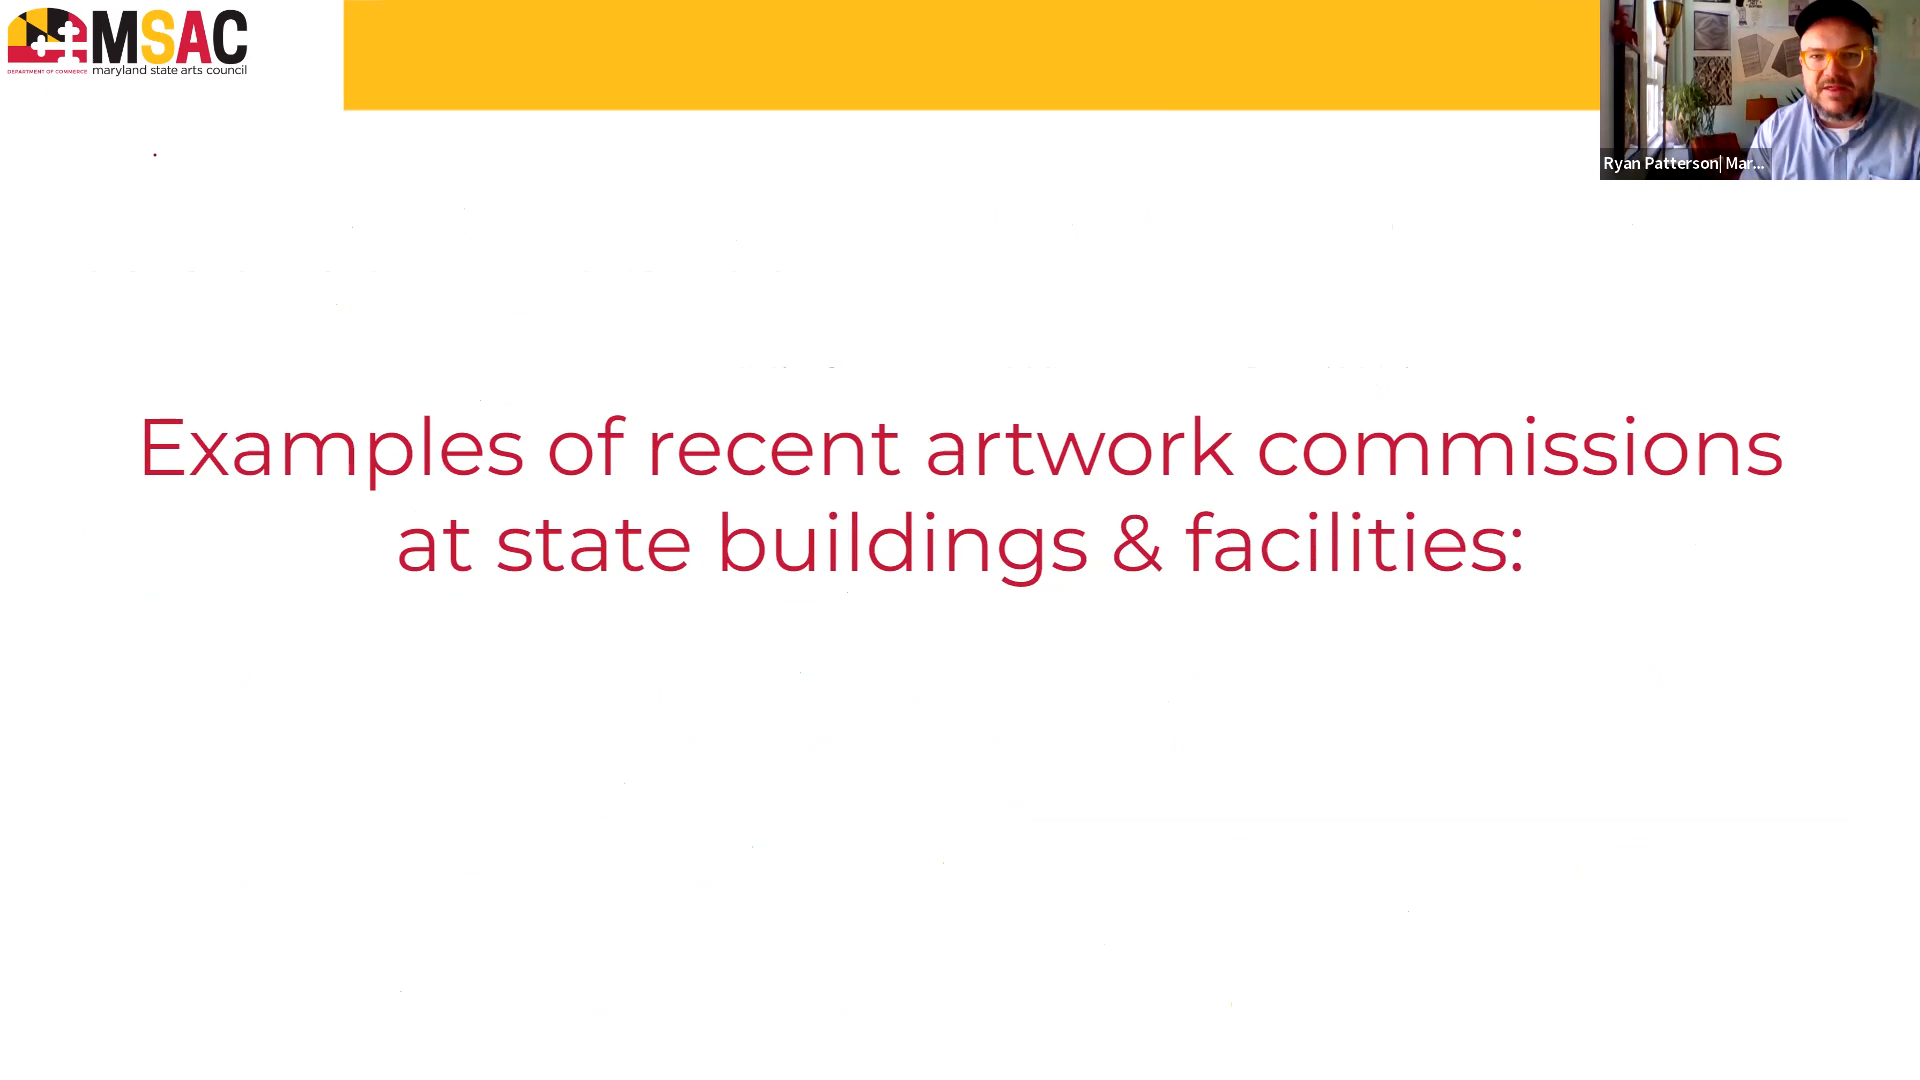 MSAC
DEPARTMENT OF COMMERCE
maryland state arts council
Ryan Patterson| Mar...
Examples of recent artwork commissions
at state buildings & facilities: